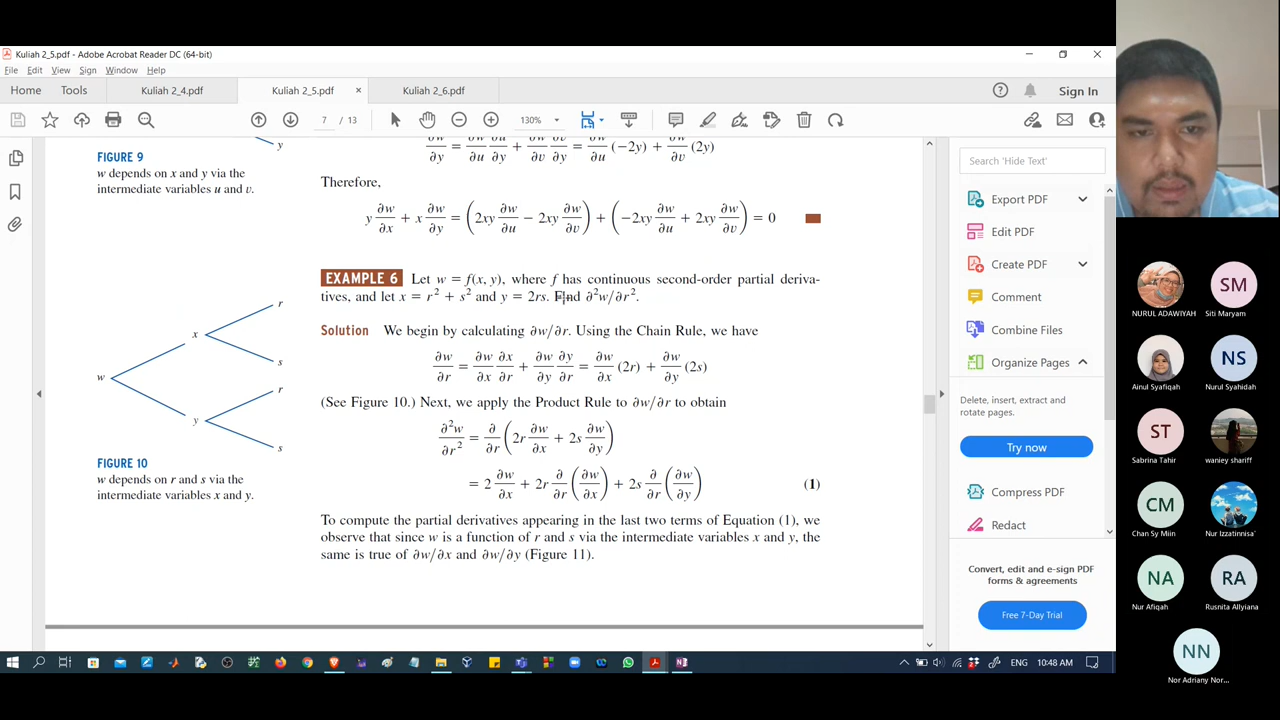 Kuliah 2_5.pdf - Adobe Acrobat Reader DC (64-bit)
File Edit View Sign Window Help
Home Tools Kuliah 2_4.pdf Kuliah 2_5.pdf × Kuliah 2_6.pdf Sign In
7 / 13 130%
FIGURE 9
w depends on x and y via the
intermediate variables u and v.
y
∂w/∂y = ∂w/∂u ∂u/∂y + ∂w/∂v ∂v/∂y = ∂w/∂u (−2y) + ∂w/∂v (2y)
Therefore,
y ∂w/∂x + x ∂w/∂y = (2xy ∂w/∂u − 2xy ∂w/∂v) + (−2xy ∂w/∂u + 2xy ∂w/∂v) = 0
EXAMPLE 6 Let w = f(x, y), where f has continuous second-order partial deriva-
tives, and let x = r² + s² and y = 2rs. Find ∂²w/∂r².
Solution We begin by calculating ∂w/∂r. Using the Chain Rule, we have
∂w/∂r = ∂w/∂x ∂x/∂r + ∂w/∂y ∂y/∂r = ∂w/∂x (2r) + ∂w/∂y (2s)
(See Figure 10.) Next, we apply the Product Rule to ∂w/∂r to obtain
∂²w/∂r² = ∂/∂r (2r ∂w/∂x + 2s ∂w/∂y)
= 2 ∂w/∂x + 2r ∂/∂r (∂w/∂x) + 2s ∂/∂r (∂w/∂y) (1)
To compute the partial derivatives appearing in the last two terms of Equation (1), we
observe that since w is a function of r and s via the intermediate variables x and y, the
same is true of ∂w/∂x and ∂w/∂y (Figure 11).
r
x
s
w
r
y
s
FIGURE 10
w depends on r and s via the
intermediate variables x and y.
Search 'Hide Text'
Export PDF
Edit PDF
Create PDF
Comment
Combine Files
Organize Pages
Delete, insert, extract and
rotate pages.
Try now
Compress PDF
Redact
Convert, edit and e-sign PDF
forms & agreements
Free 7-Day Trial
NURUL ADAWIYAH
SM
Siti Maryam
Ainul Syafiqah
NS
Nurul Syahidah
ST
Sabrina Tahir
waniey shariff
CM
Chan Sy Miin
Nur Izzatinnisa'
NA
Nur Afiqah
RA
Rusnita Allyiana
NN
Nor Adriany Nor...
ENG 10:48 AM